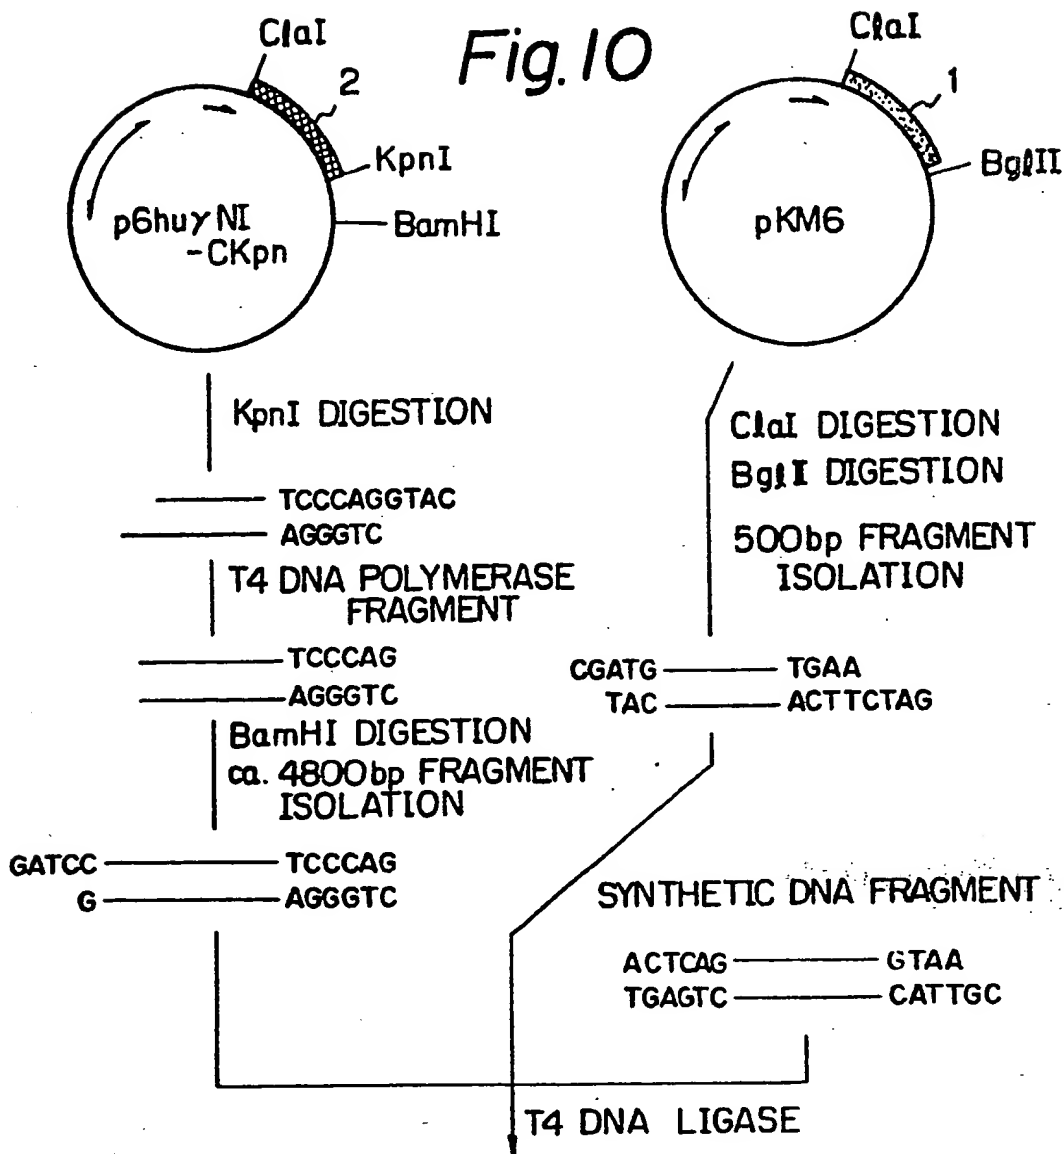 Fig. 10
ClaI
2
KpnI
BamHI
p6huγNI
-CKpn
ClaI
1
BglII
pKM6
KpnI DIGESTION
TCCCAGGTAC
AGGGTC
T4 DNA POLYMERASE
FRAGMENT
TCCCAG
AGGGTC
BamHI DIGESTION
ca. 4800bp FRAGMENT
ISOLATION
GATCC TCCCAG
G AGGGTC
ClaI DIGESTION
BglI DIGESTION
500bp FRAGMENT
ISOLATION
CGATG TGAA
TAC ACTTCTAG
SYNTHETIC DNA FRAGMENT
ACTCAG GTAA
TGAGTC CATTGC
T4 DNA LIGASE